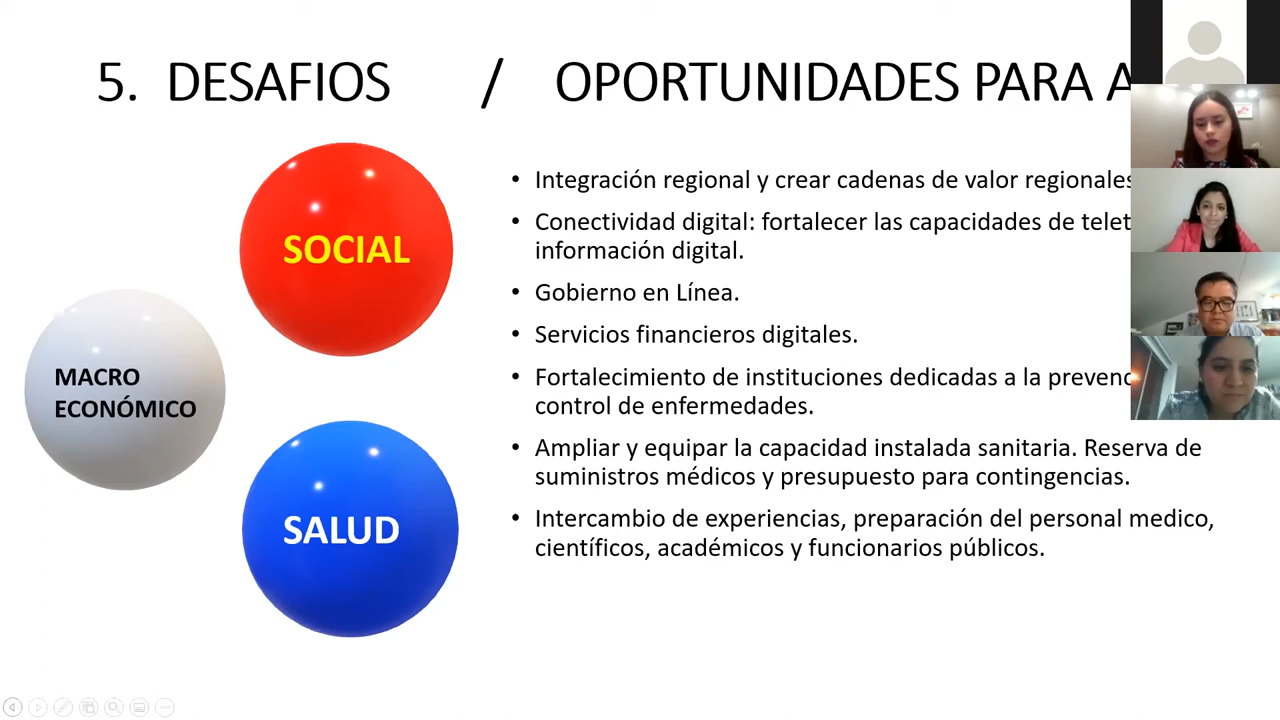 5. DESAFIOS / OPORTUNIDADES PARA A
SOCIAL
MACRO
ECONÓMICO
SALUD
• Integración regional y crear cadenas de valor regionales
• Conectividad digital: fortalecer las capacidades de
información digital.
• Gobierno en Línea.
• Servicios financieros digitales.
• Fortalecimiento de instituciones dedicadas a la
control de enfermedades.
• Ampliar y equipar la capacidad instalada sanitaria. Reserva de
suministros médicos y presupuesto para contingencias.
• Intercambio de experiencias, preparación del personal medico,
científicos, académicos y funcionarios públicos.